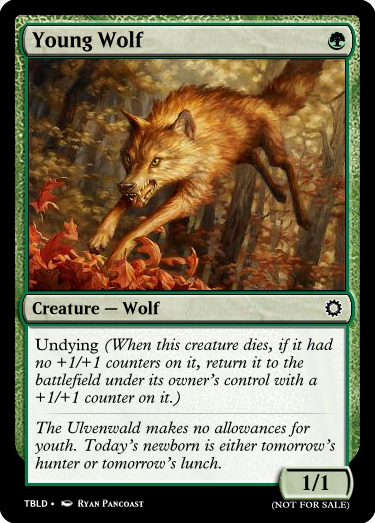 Young Wolf
Creature — Wolf
Undying (When this creature dies, if it had
no +1/+1 counters on it, return it to the
battlefield under its owner's control with a
+1/+1 counter on it.)
The Ulvenwald makes no allowances for
youth. Today's newborn is either tomorrow's
hunter or tomorrow's lunch.
1/1
TBLD • Ryan Pancoast
(NOT FOR SALE)